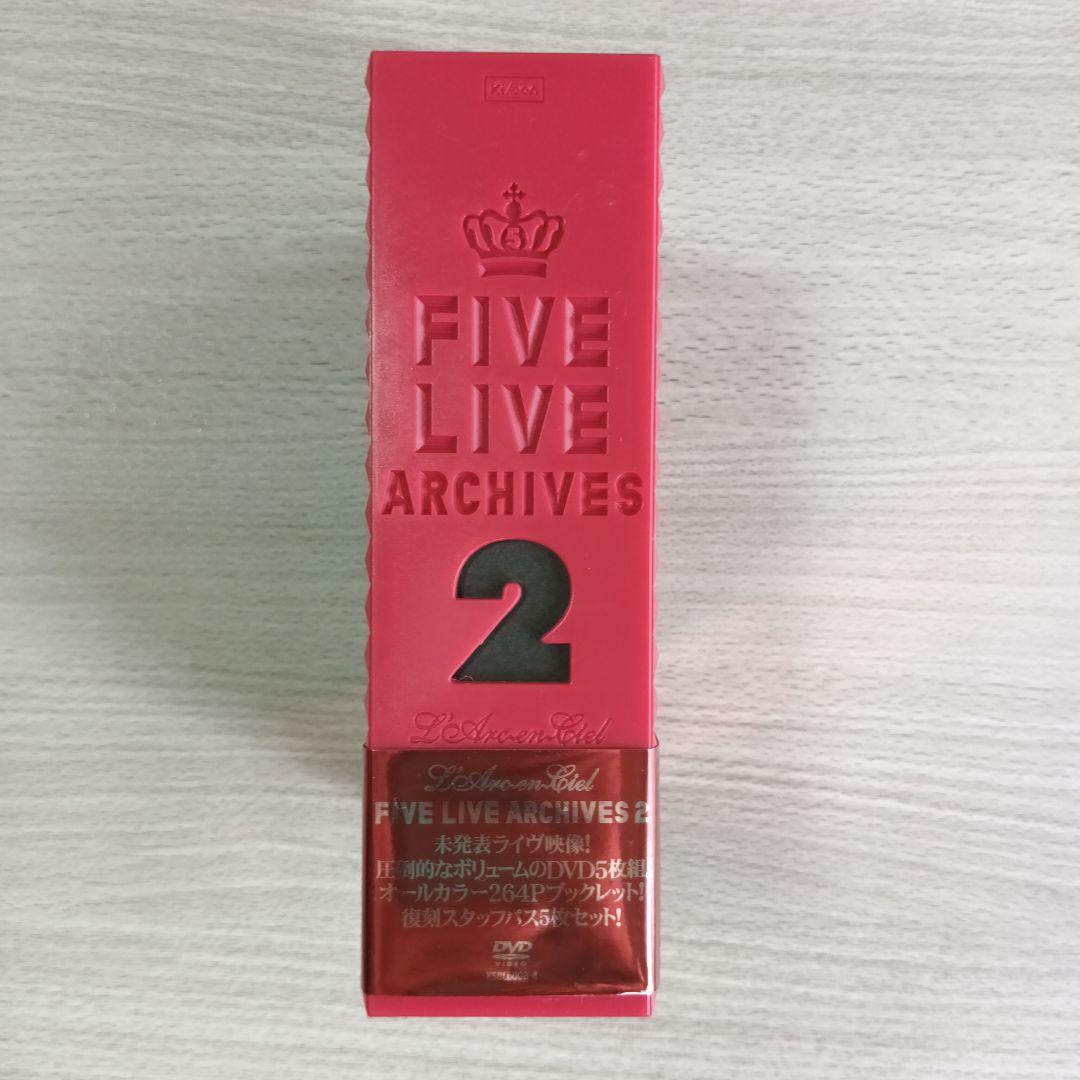 Ki/oon
5
FIVE
LIVE
ARCHIVES
2
L'Arc~en~Ciel
L'Arc~en~Ciel
FIVE LIVE ARCHIVES 2
未発表ライヴ映像!
圧倒的なボリュームのDVD5枚組!
オールカラー264Pブックレット!
復刻スタッフパス5枚セット!
DVD
VIDEO